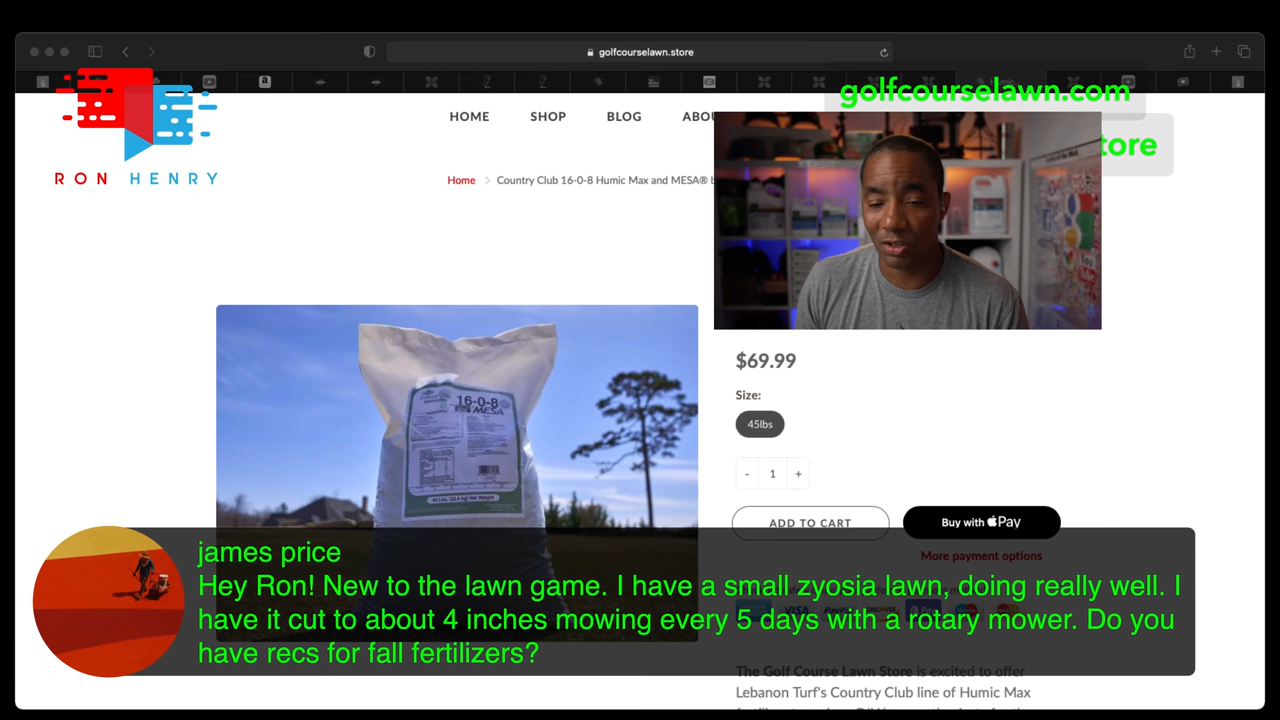 golfcourselawn.store
golfcourselawn.com
tore
RON HENRY
HOME SHOP BLOG ABOU
Home > Country Club 16-0-8 Humic Max and MESA® b
16-0-8
MESA
$69.99
Size:
45lbs
- 1 +
ADD TO CART
Buy with Pay
More payment options
james price
Hey Ron! New to the lawn game. I have a small zyosia lawn, doing really well. I
have it cut to about 4 inches mowing every 5 days with a rotary mower. Do you
have recs for fall fertilizers?
The Golf Course Lawn Store is excited to offer
Lebanon Turf's Country Club line of Humic Max